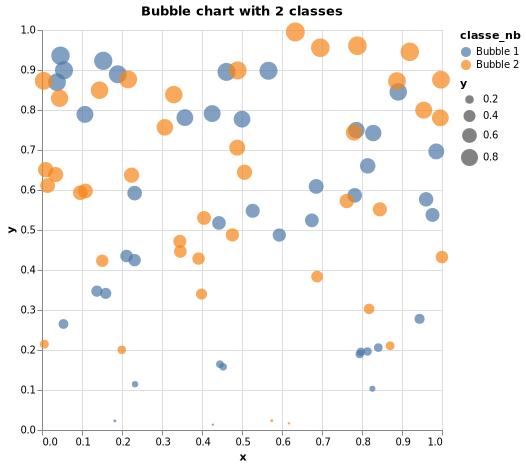 Bubble chart with 2 classes
classe_nb
Bubble 1
Bubble 2
y
0.2
0.4
0.6
0.8
1.0
0.9
0.8
0.7
0.6
0.5
0.4
0.3
0.2
0.1
0.0
y
0.0 0.1 0.2 0.3 0.4 0.5 0.6 0.7 0.8 0.9 1.0
x